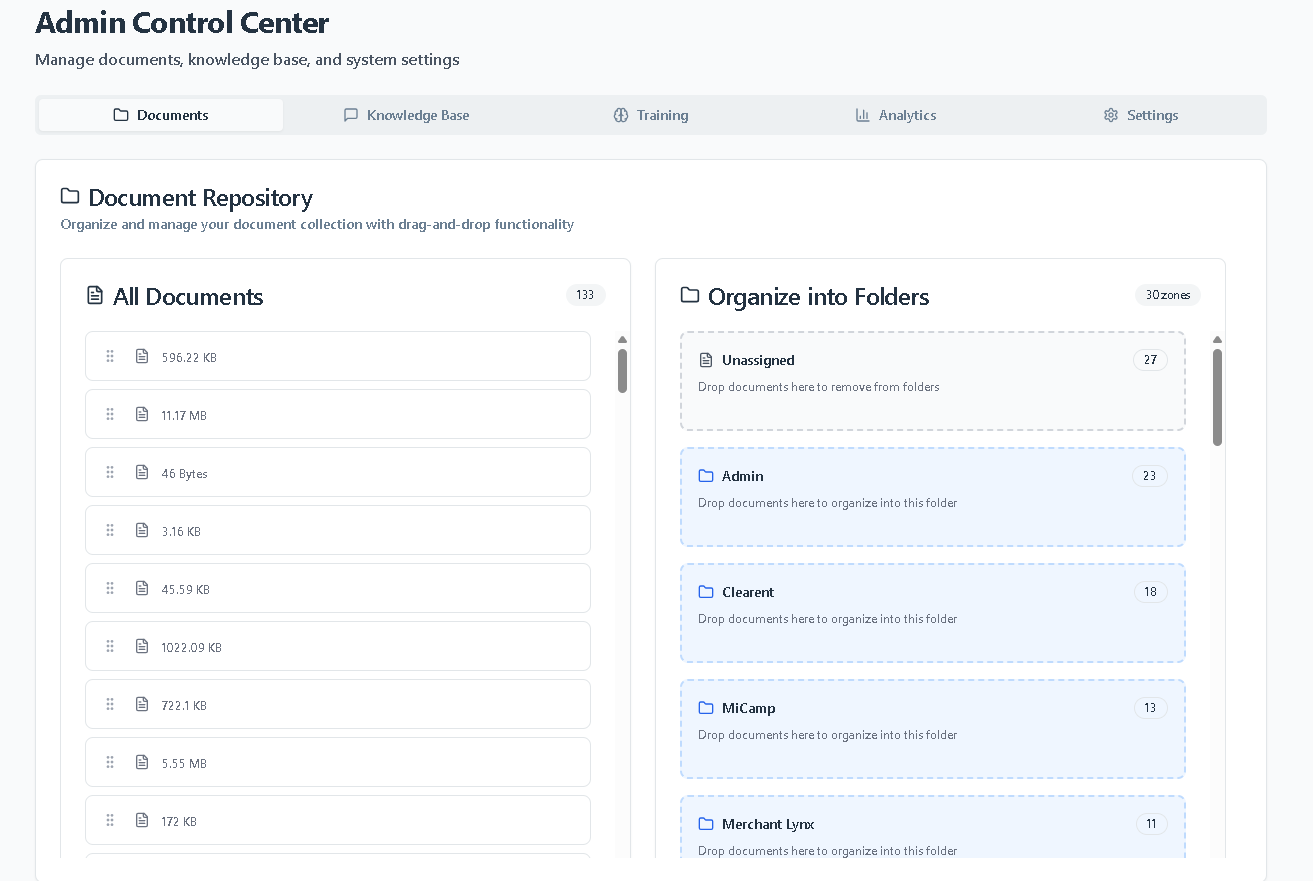 Admin Control Center
Manage documents, knowledge base, and system settings
Documents
Knowledge Base
Training
Analytics
Settings
Document Repository
Organize and manage your document collection with drag-and-drop functionality
All Documents
133
596.22 KB
11.17 MB
46 Bytes
3.16 KB
45.59 KB
1022.09 KB
722.1 KB
5.55 MB
172 KB
Organize into Folders
30 zones
Unassigned
27
Drop documents here to remove from folders
Admin
23
Drop documents here to organize into this folder
Clearent
18
Drop documents here to organize into this folder
MiCamp
13
Drop documents here to organize into this folder
Merchant Lynx
11
Drop documents here to organize into this folder